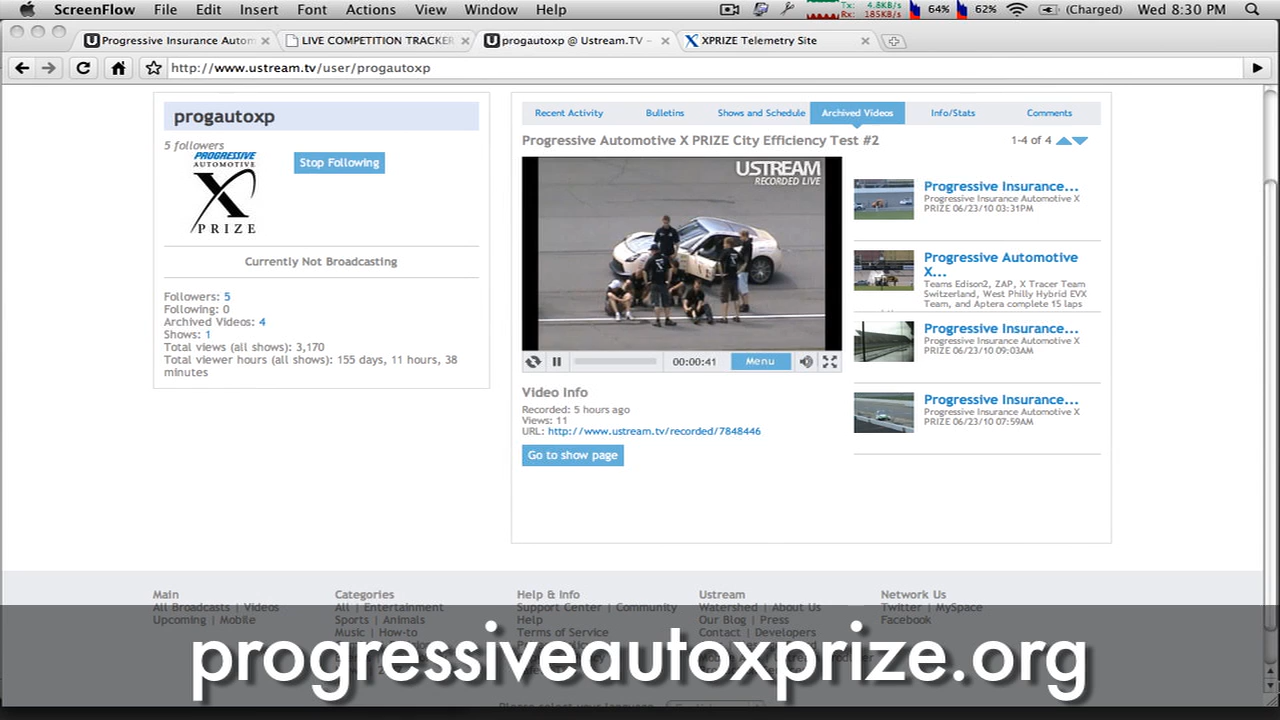 ScreenFlow File Edit Insert Font Actions View Window Help Tx: 4.8KB/s Rx: 185KB/s 64% 62% (Charged) Wed 8:30 PM
Progressive Insurance Autom LIVE COMPETITION TRACKER progautoxp @ Ustream.TV – XPRIZE Telemetry Site
http://www.ustream.tv/user/progautoxp
progautoxp
5 followers
PROGRESSIVE
AUTOMOTIVE
X
PRIZE
Stop Following
Currently Not Broadcasting
Followers: 5
Following: 0
Archived Videos: 4
Shows: 1
Total views (all shows): 3,170
Total viewer hours (all shows): 155 days, 11 hours, 38
minutes
Recent Activity Bulletins Shows and Schedule Archived Videos Info/Stats Comments
Progressive Automotive X PRIZE City Efficiency Test #2
1-4 of 4
USTREAM
RECORDED LIVE
00:00:41 Menu
Video Info
Recorded: 5 hours ago
Views: 11
URL: http://www.ustream.tv/recorded/7848446
Go to show page
Progressive Insurance...
Progressive Insurance Automotive X
PRIZE 06/23/10 03:31PM
Progressive Automotive
X...
Teams Edison2, ZAP, X Tracer Team
Switzerland, West Philly Hybrid EVX
Team, and Aptera complete 15 laps
Progressive Insurance...
Progressive Insurance Automotive X
PRIZE 06/23/10 09:03AM
Progressive Insurance...
Progressive Insurance Automotive X
PRIZE 06/23/10 07:59AM
Main
All Broadcasts | Videos
Upcoming | Mobile
Categories
All | Entertainment
Sports | Animals
Music | How-to
Help & Info
Support Center | Community
Help
Terms of Service
Ustream
Watershed | About Us
Our Blog | Press
Contact | Developers
Network Us
Twitter | MySpace
Facebook
progressiveautoxprize.org